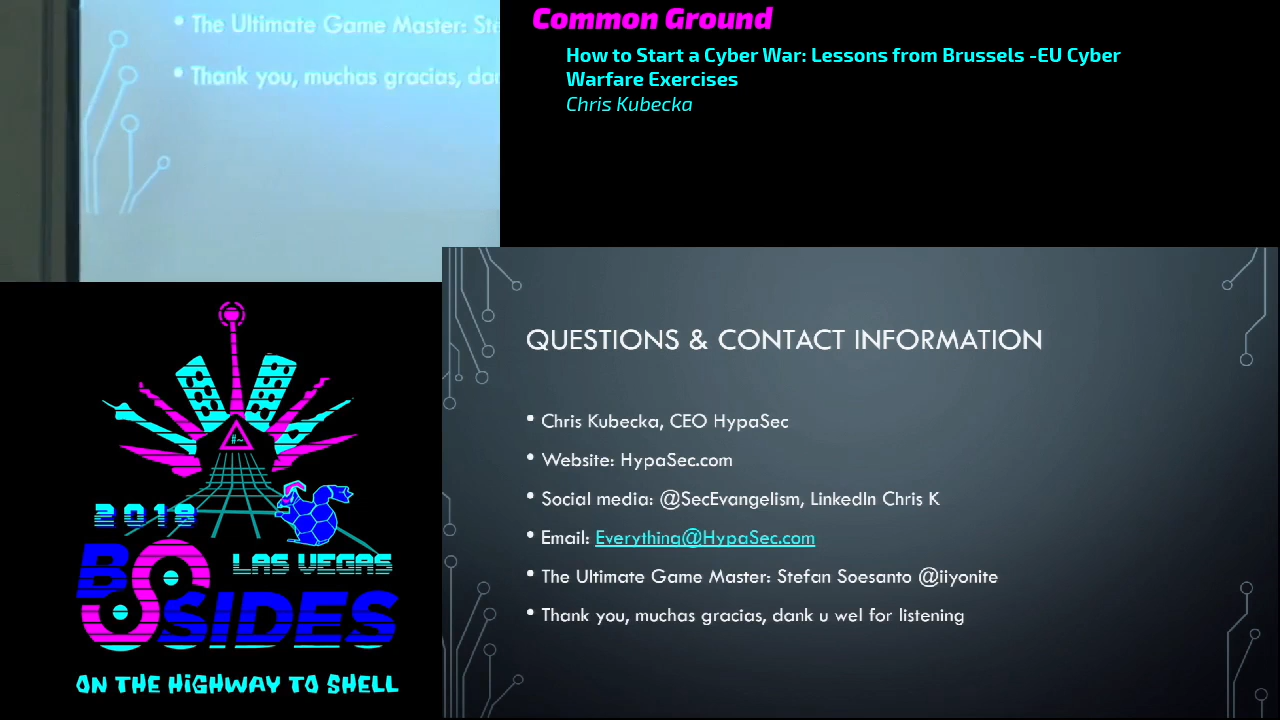 The Ultimate Game Master: Ste
Thank you, muchas gracias, dan
Common Ground
How to Start a Cyber War: Lessons from Brussels -EU Cyber
Warfare Exercises
Chris Kubecka
#~
2019
LAS VEGAS
BSIDES
ON THE HIGHWAY TO SHELL
QUESTIONS & CONTACT INFORMATION
• Chris Kubecka, CEO HypaSec
• Website: HypaSec.com
• Social media: @SecEvangelism, LinkedIn Chris K
• Email: Everything@HypaSec.com
• The Ultimate Game Master: Stefan Soesanto @iiyonite
• Thank you, muchas gracias, dank u wel for listening